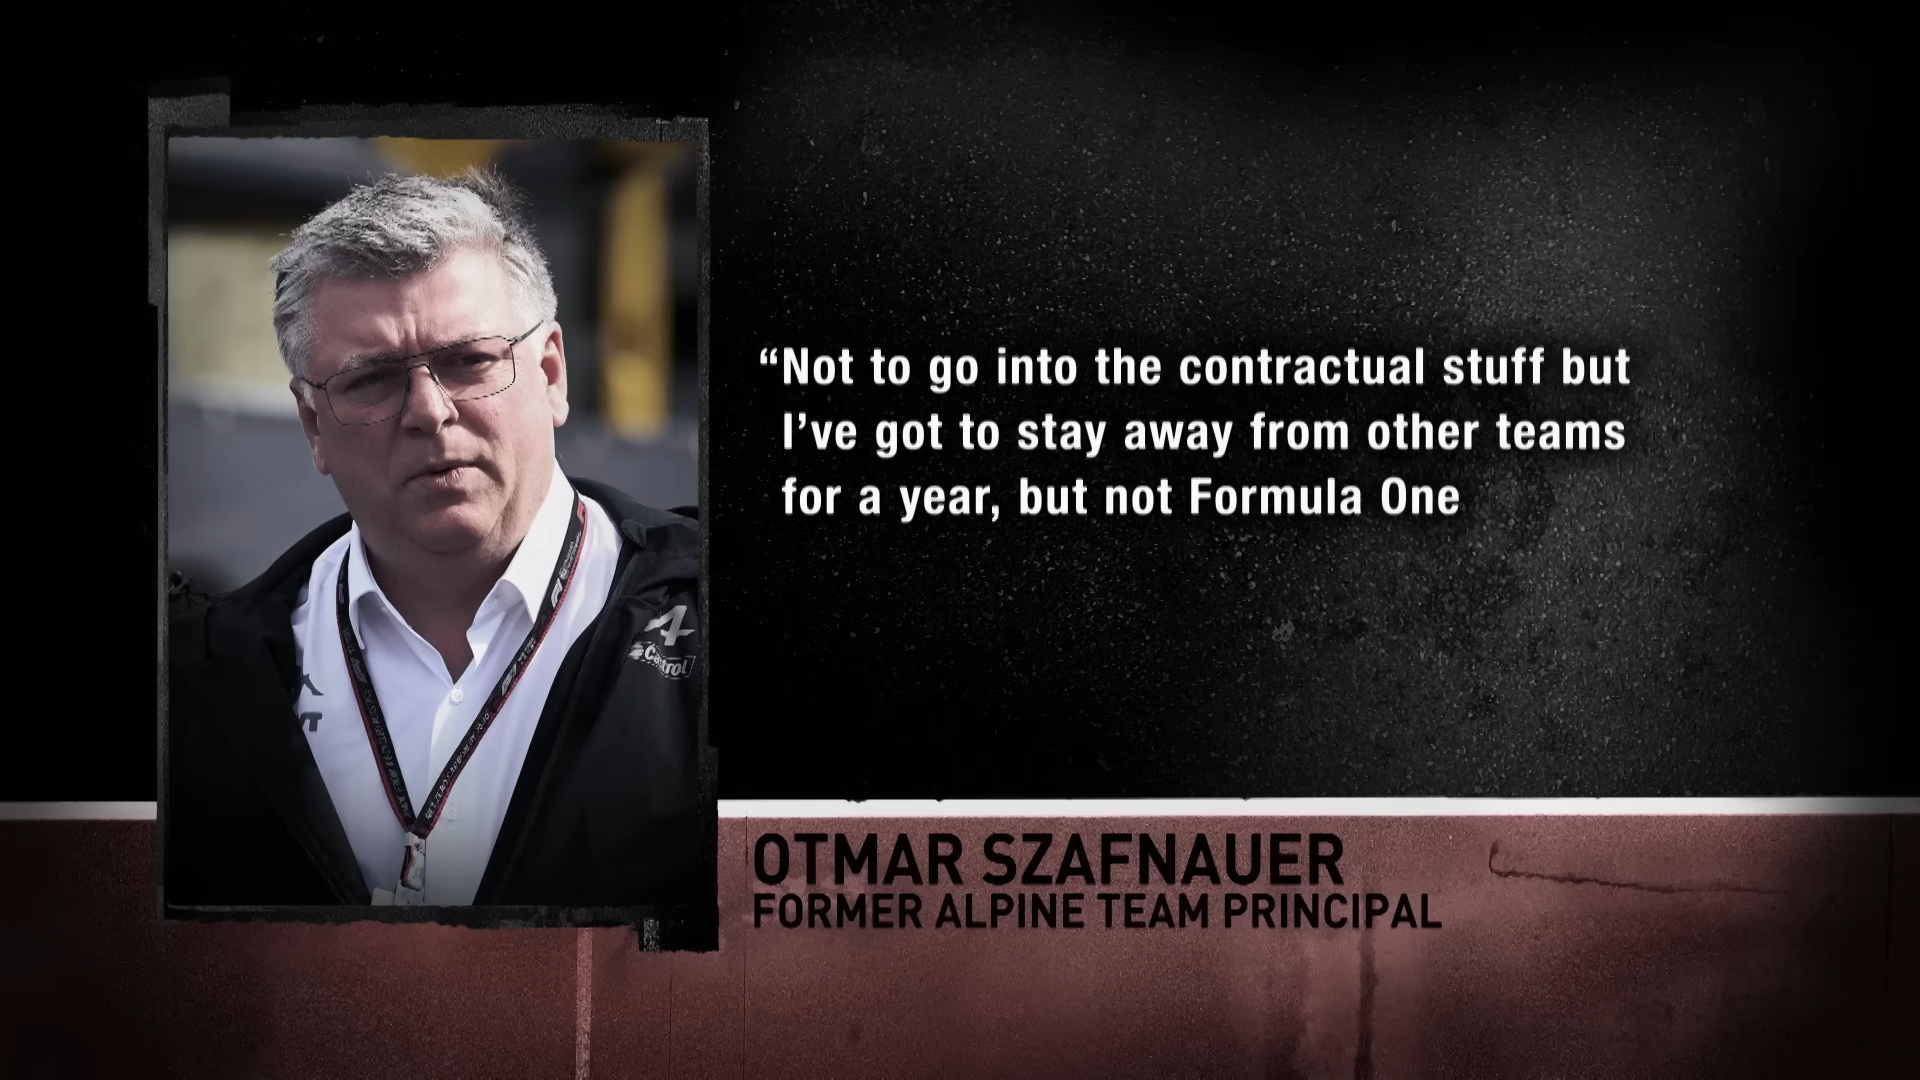 “Not to go into the contractual stuff but
I’ve got to stay away from other teams
for a year, but not Formula One
Castrol
OTMAR SZAFNAUER
FORMER ALPINE TEAM PRINCIPAL